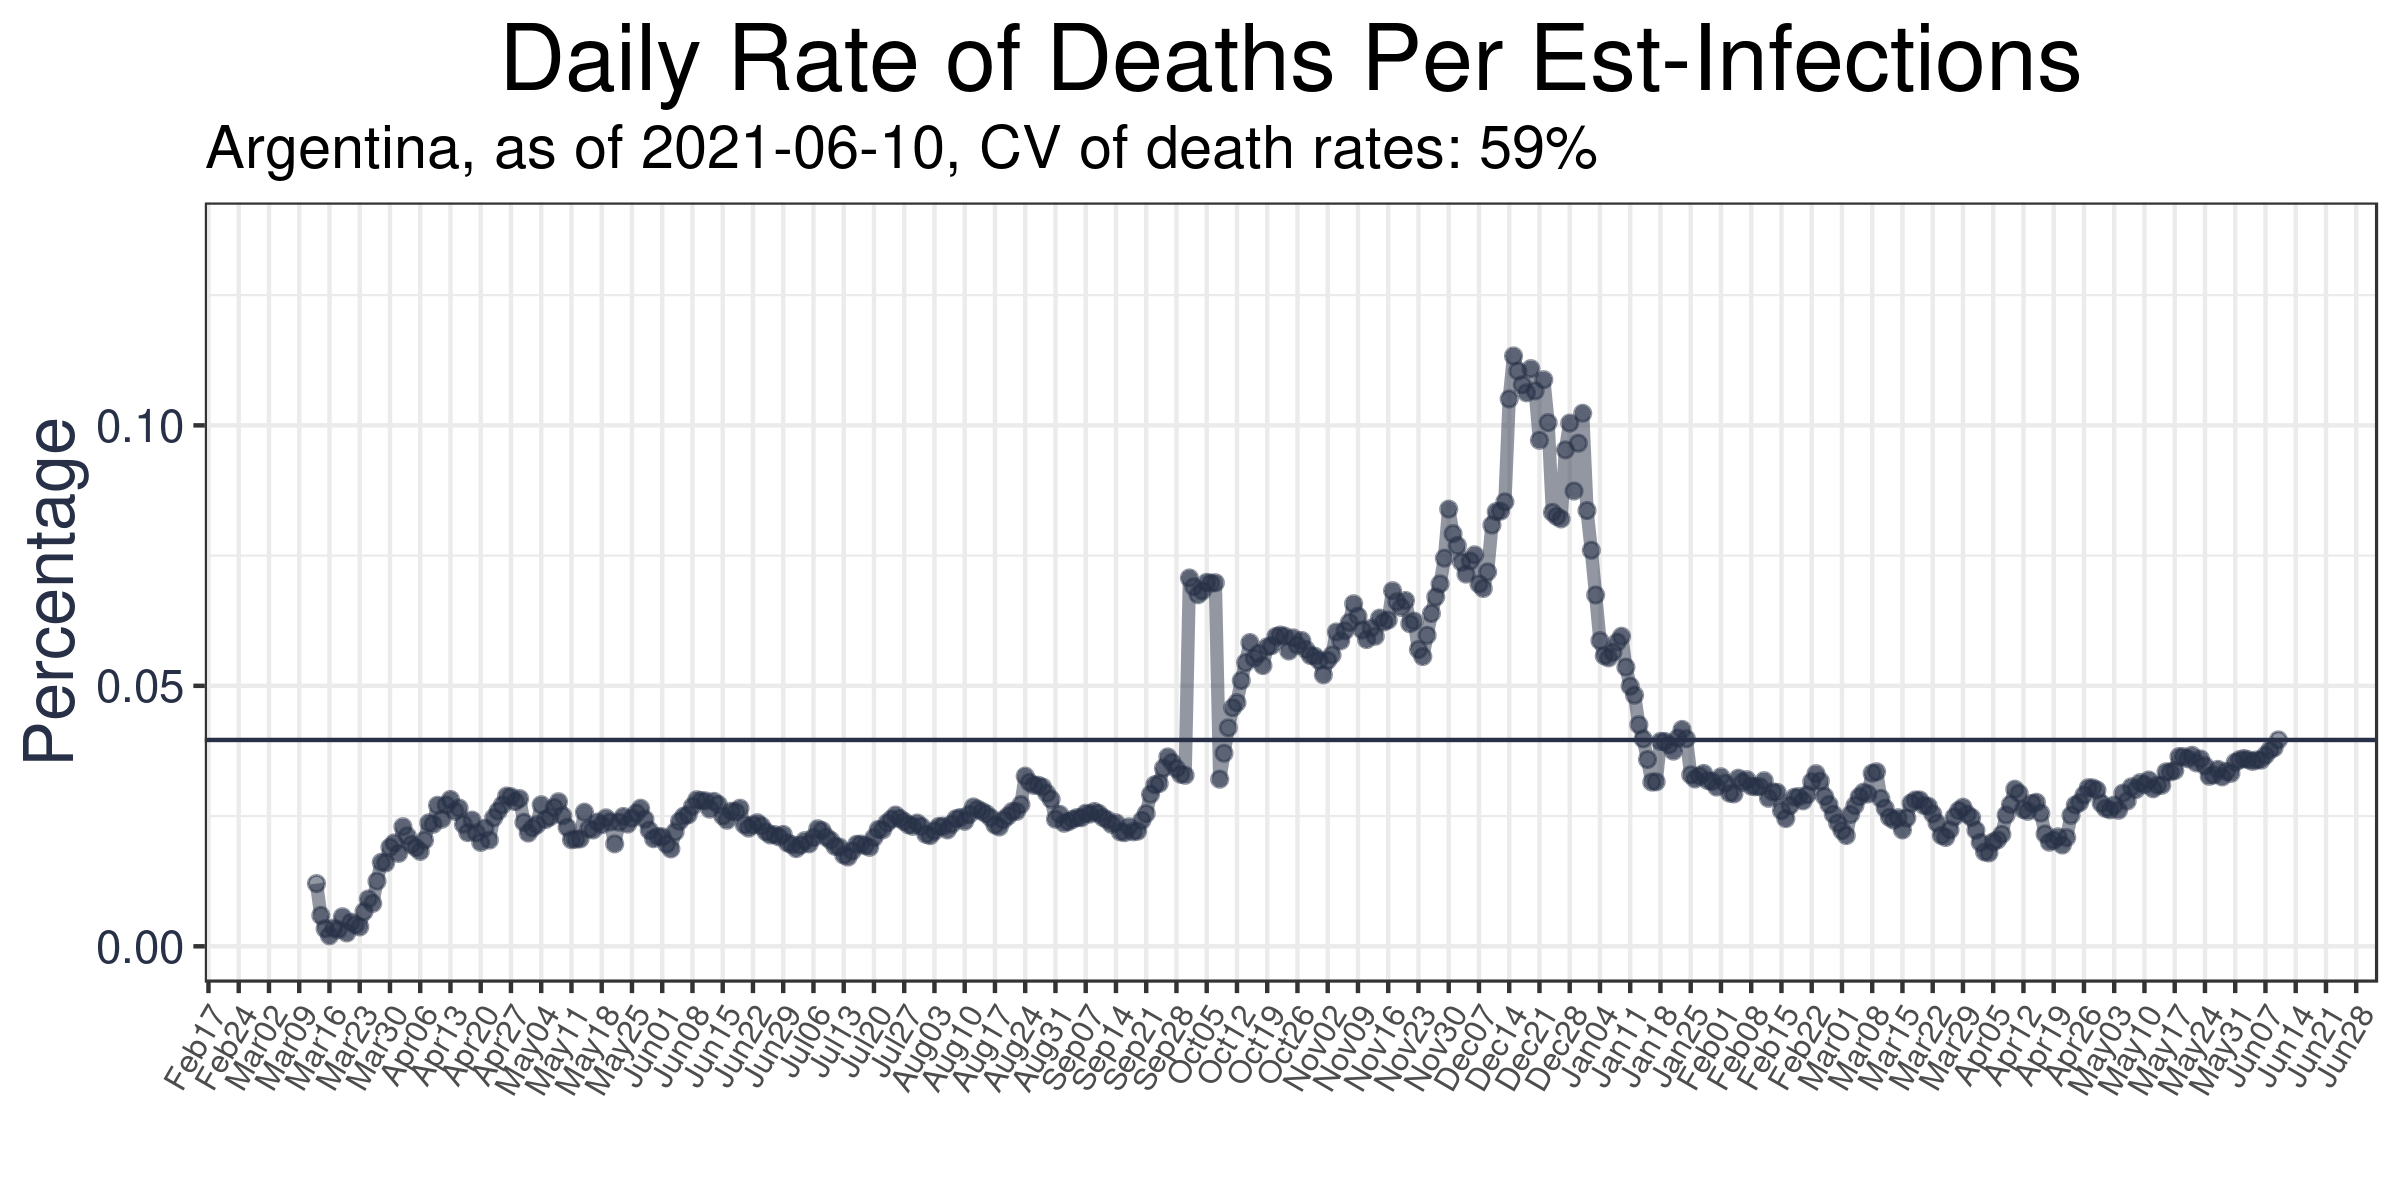 Daily Rate of Deaths Per Est-Infections
Argentina, as of 2021-06-10, CV of death rates: 59%
Percentage
0.10
0.05
0.00
Feb17
Feb24
Mar02
Mar09
Mar16
Mar23
Mar30
Apr06
Apr13
Apr20
Apr27
May04
May11
May18
May25
Jun01
Jun08
Jun15
Jun22
Jun29
Jul06
Jul13
Jul20
Jul27
Aug03
Aug10
Aug17
Aug24
Aug31
Sep07
Sep14
Sep21
Sep28
Oct05
Oct12
Oct19
Oct26
Nov02
Nov09
Nov16
Nov23
Nov30
Dec07
Dec14
Dec21
Dec28
Jan04
Jan11
Jan18
Jan25
Feb01
Feb08
Feb15
Feb22
Mar01
Mar08
Mar15
Mar22
Mar29
Apr05
Apr12
Apr19
Apr26
May03
May10
May17
May24
May31
Jun07
Jun14
Jun21
Jun28